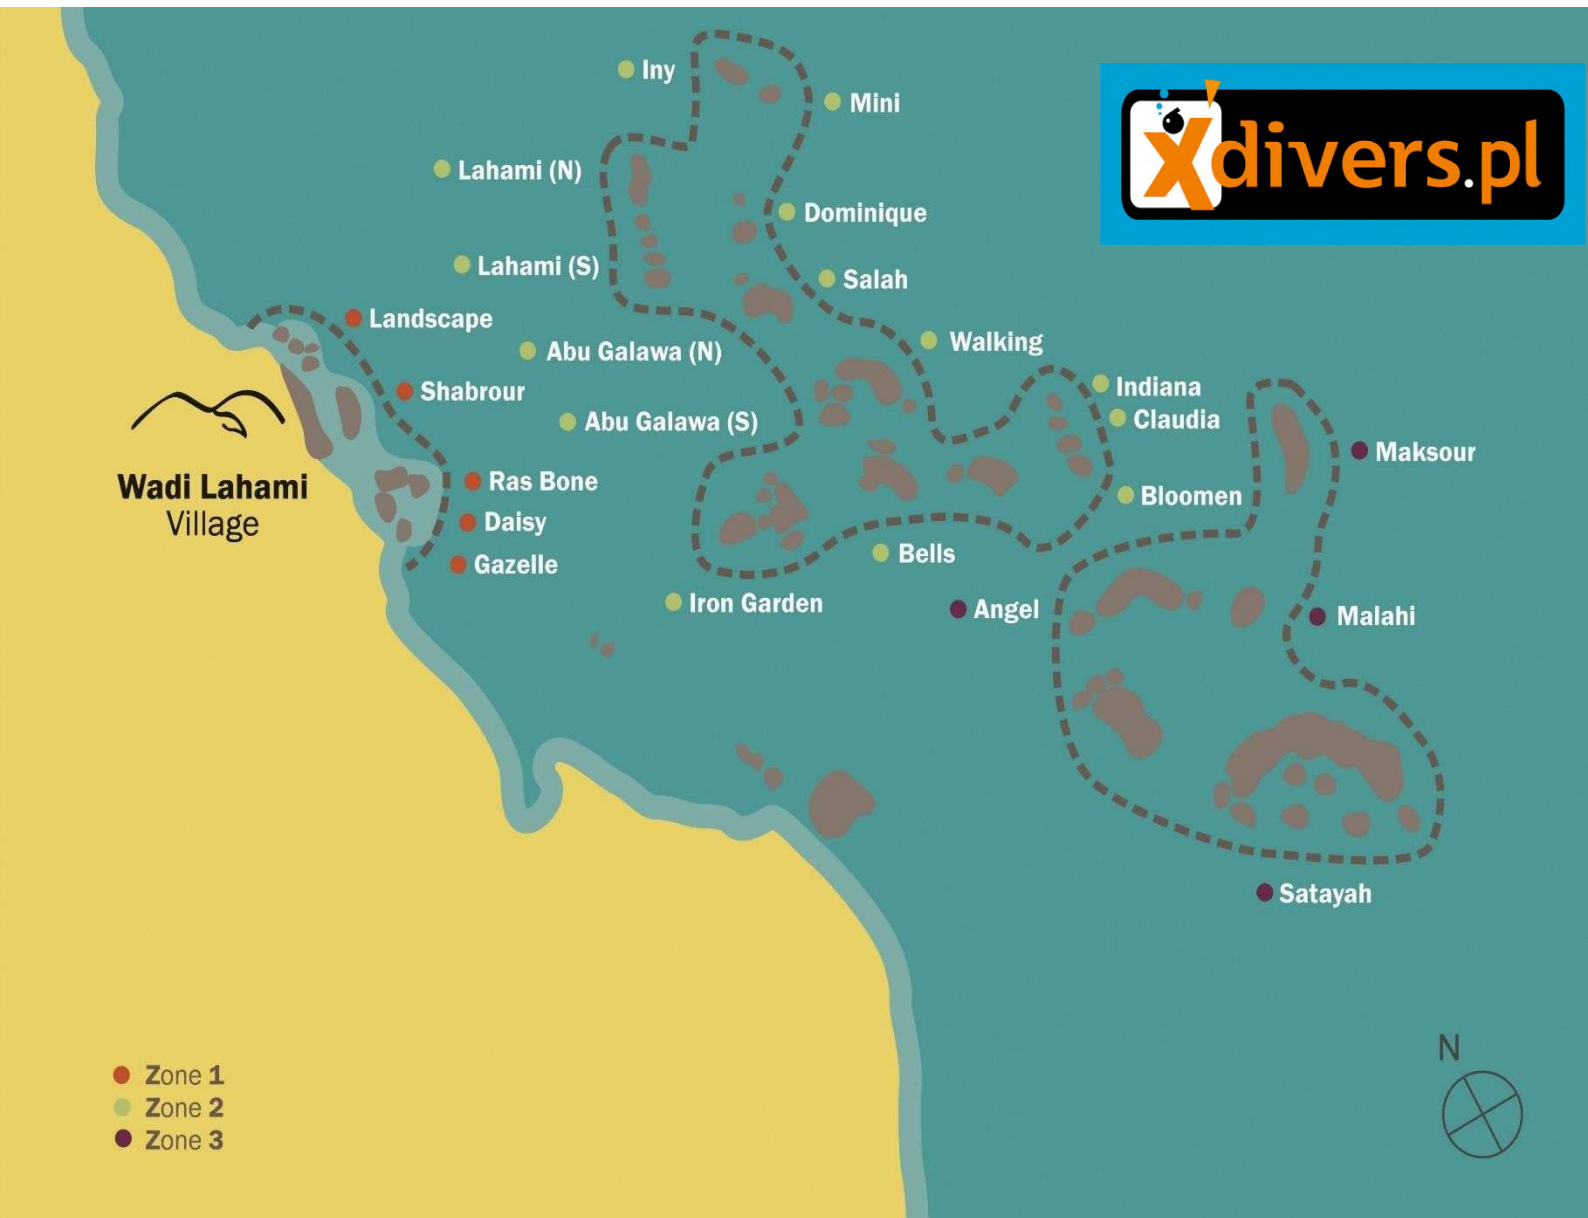 Iny
Mini
Xdivers.pl
Lahami (N)
Dominique
Lahami (S)
Salah
Landscape
Walking
Abu Galawa (N)
Indiana
Shabrour
Claudia
Abu Galawa (S)
Maksour
Wadi Lahami
Village
Ras Bone
Bloomen
Daisy
Bells
Gazelle
Iron Garden
Angel
Malahi
Satayah
N
Zone 1
Zone 2
Zone 3